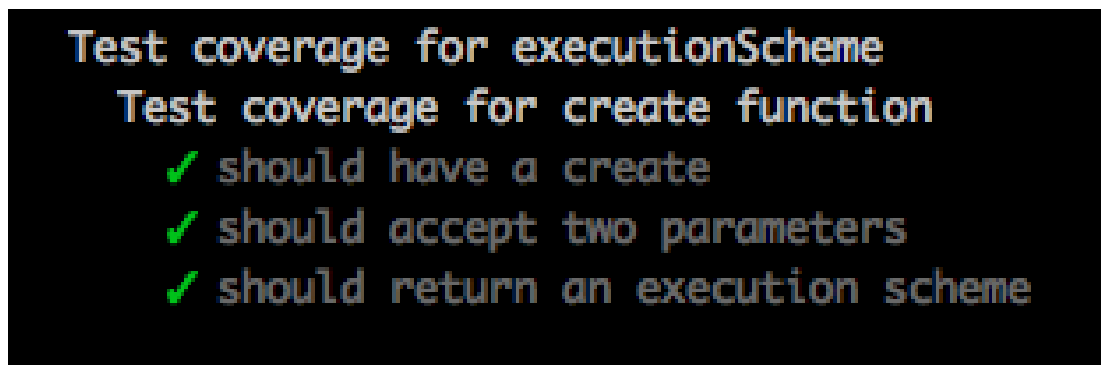 Test coverage for executionScheme
Test coverage for create function
✓ should have a create
✓ should accept two parameters
✓ should return an execution scheme